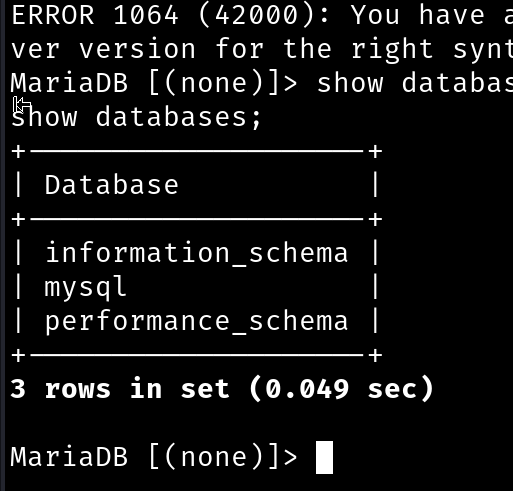 ERROR 1064 (42000): You have a
ver version for the right synt
MariaDB [(none)]> show databas
show databases;
+--------------------+
| Database           |
+--------------------+
| information_schema |
| mysql              |
| performance_schema |
+--------------------+
3 rows in set (0.049 sec)
MariaDB [(none)]>